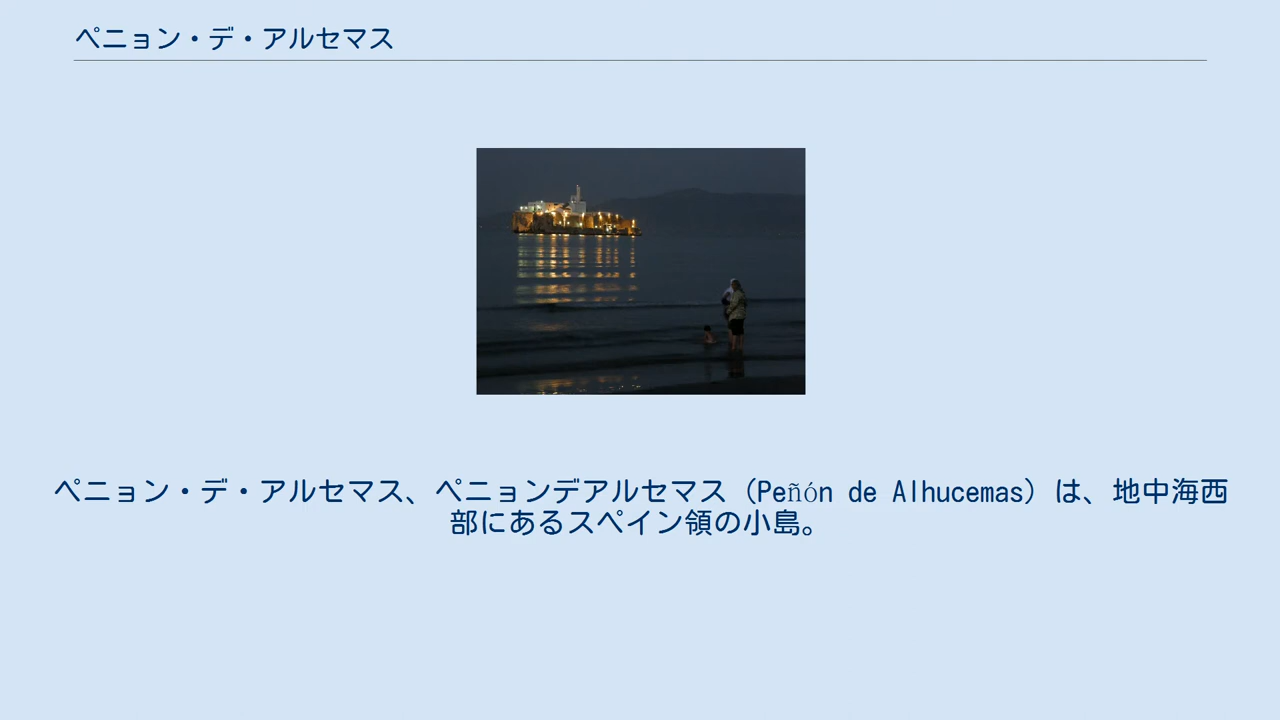 ペニョン・デ・アルセマス
ペニョン・デ・アルセマス、ペニョンデアルセマス（Peñón de Alhucemas）は、地中海西
部にあるスペイン領の小島。